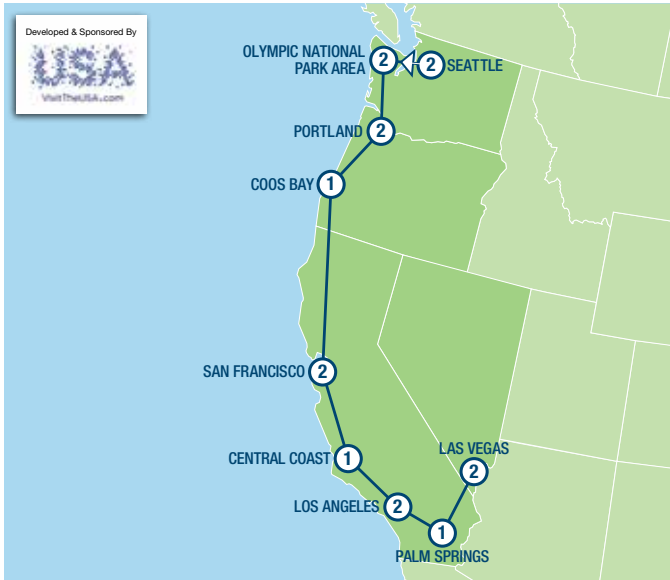 Developed & Sponsored By
USA
VisitTheUSA.com
OLYMPIC NATIONAL
PARK AREA
2
2
SEATTLE
PORTLAND
2
COOS BAY
1
SAN FRANCISCO
2
CENTRAL COAST
1
LAS VEGAS
2
LOS ANGELES
2
1
PALM SPRINGS